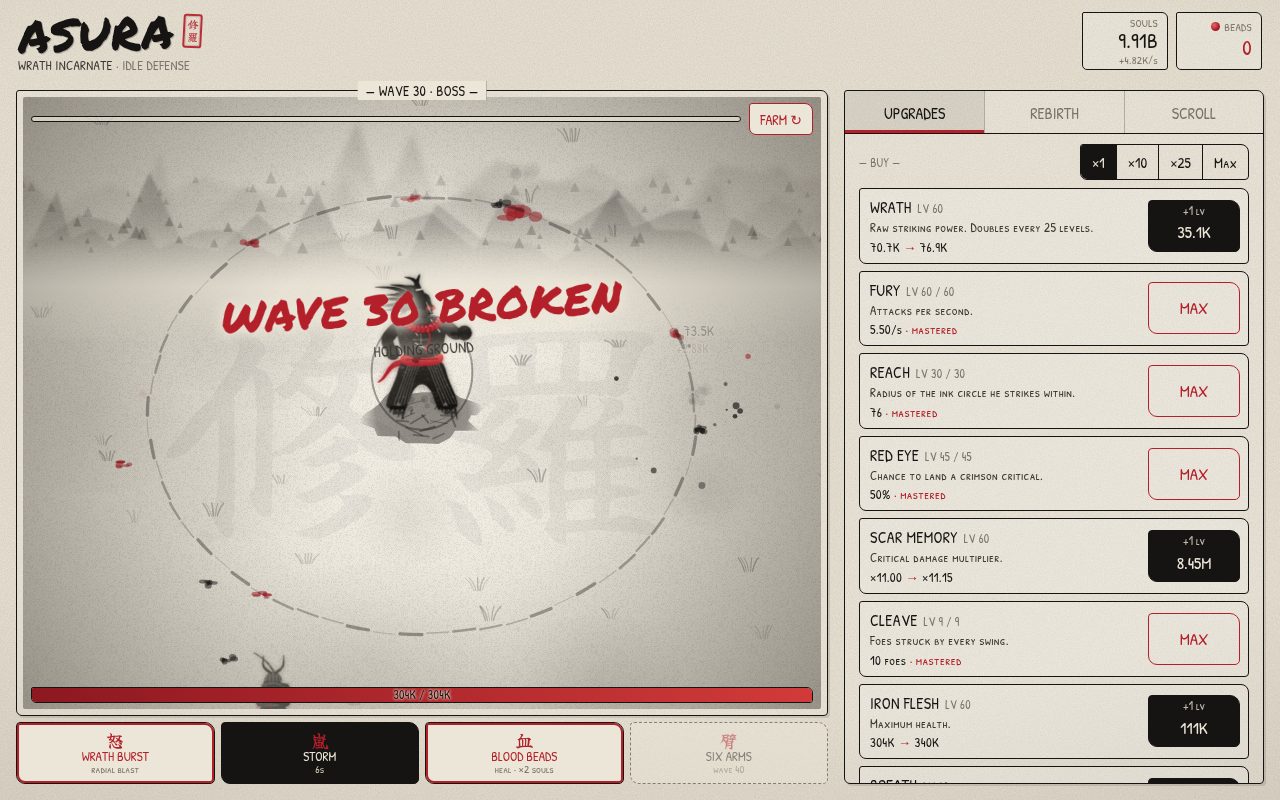 ASURA
修羅
WRATH INCARNATE · IDLE DEFENSE
SOULS
9.91B
+4.82K/s
BEADS
0
— WAVE 30 · BOSS —
FARM ↻
WAVE 30 BROKEN
HOLDING GROUND
73.5K
修羅
304K / 304K
怒
WRATH BURST
RADIAL BLAST
嵐
STORM
6s
血
BLOOD BEADS
HEAL · ×2 SOULS
臂
SIX ARMS
WAVE 40
UPGRADES
REBIRTH
SCROLL
— BUY —
×1
×10
×25
MAX
WRATH LV 60
RAW STRIKING POWER. DOUBLES EVERY 25 LEVELS.
70.7K → 76.9K
+1 LV
35.1K
FURY LV 60 / 60
ATTACKS PER SECOND.
5.50/s · MASTERED
MAX
REACH LV 30 / 30
RADIUS OF THE INK CIRCLE HE STRIKES WITHIN.
76 · MASTERED
MAX
RED EYE LV 45 / 45
CHANCE TO LAND A CRIMSON CRITICAL.
50% · MASTERED
MAX
SCAR MEMORY LV 60
CRITICAL DAMAGE MULTIPLIER.
×11.00 → ×11.15
+1 LV
8.45M
CLEAVE LV 9 / 9
FOES STRUCK BY EVERY SWING.
10 FOES · MASTERED
MAX
IRON FLESH LV 60
MAXIMUM HEALTH.
304K → 340K
+1 LV
111K